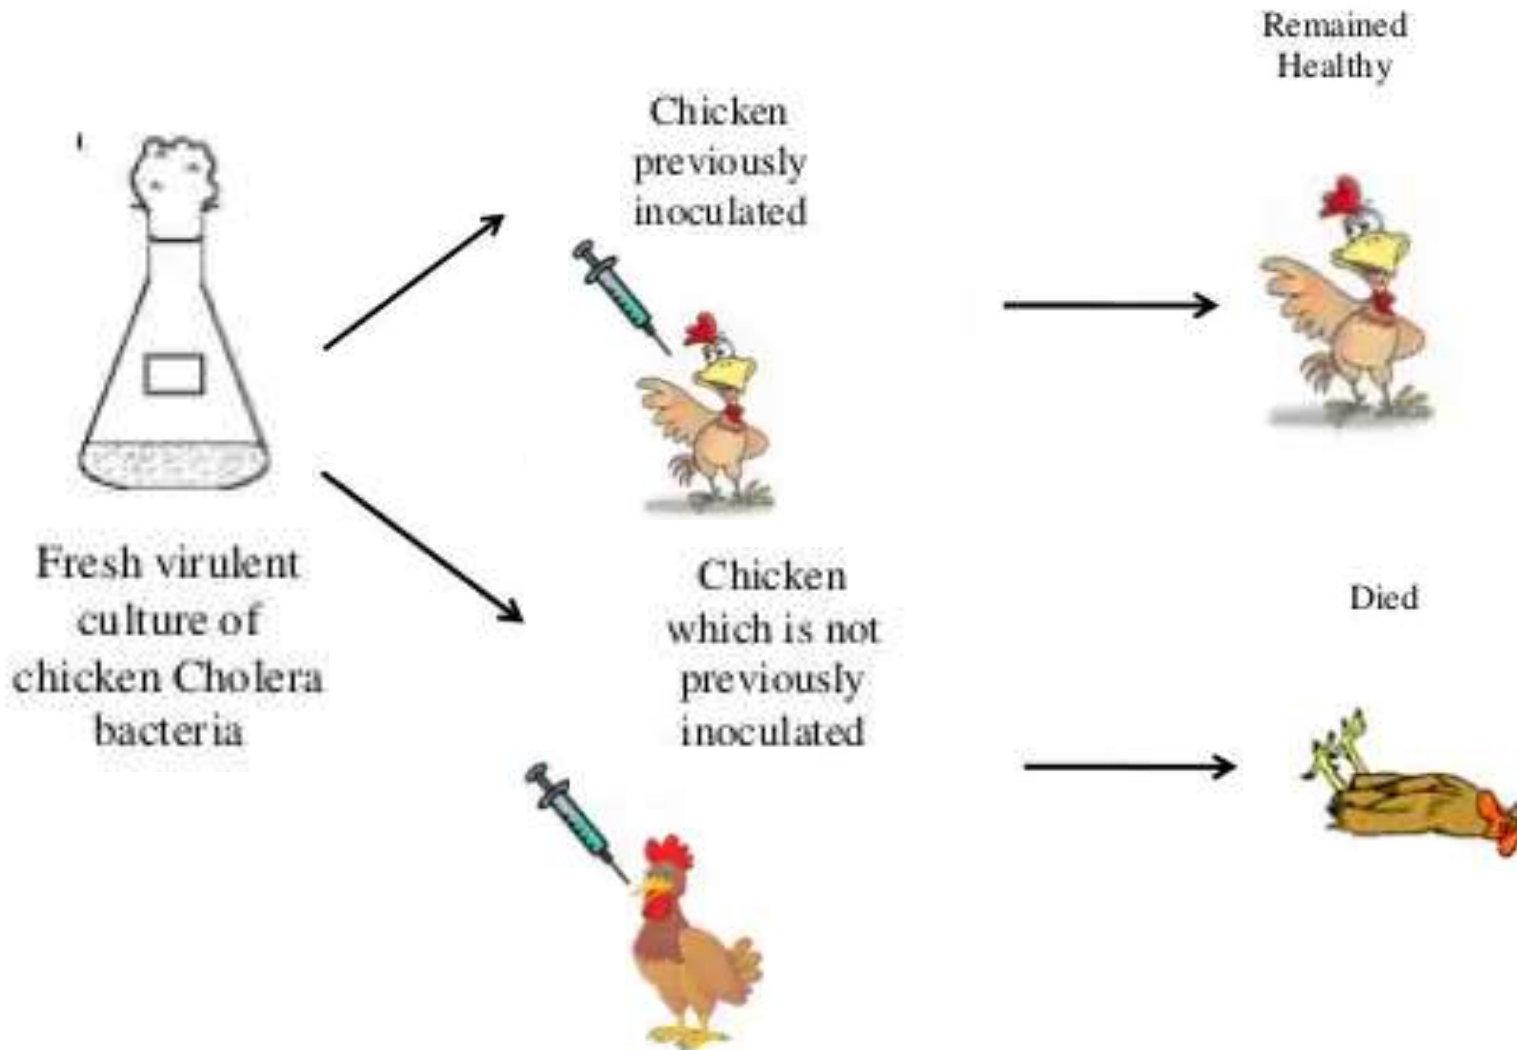 Remained
Healthy
Chicken
previously
inoculated
Fresh virulent
culture of
chicken Cholera
bacteria
Chicken
which is not
previously
inoculated
Died